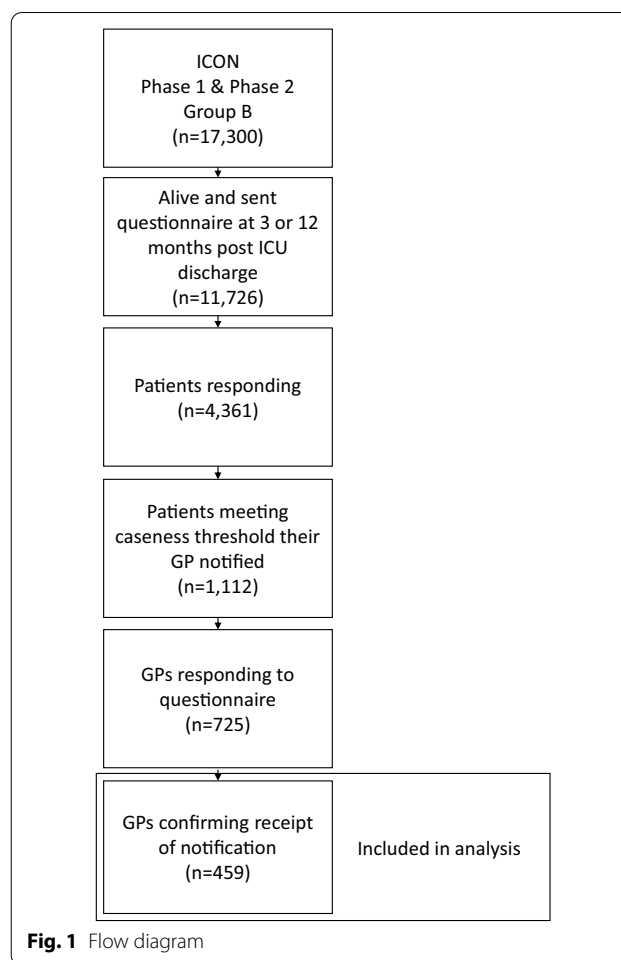 ICON
Phase 1 & Phase 2
Group B
(n=17,300)
Alive and sent
questionnaire at 3 or 12
months post ICU
discharge
(n=11,726)
Patients responding
(n=4,361)
Patients meeting
caseness threshold their
GP notified
(n=1,112)
GPs responding to
questionnaire
(n=725)
GPs confirming receipt
of notification
(n=459)
Included in analysis
Fig. 1 Flow diagram